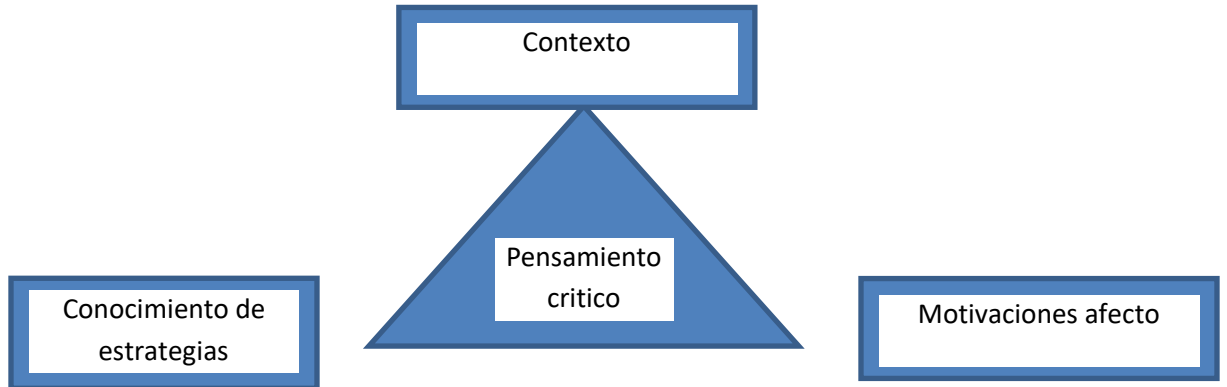 Contexto
Pensamiento
critico
Conocimiento de
estrategias
Motivaciones afecto